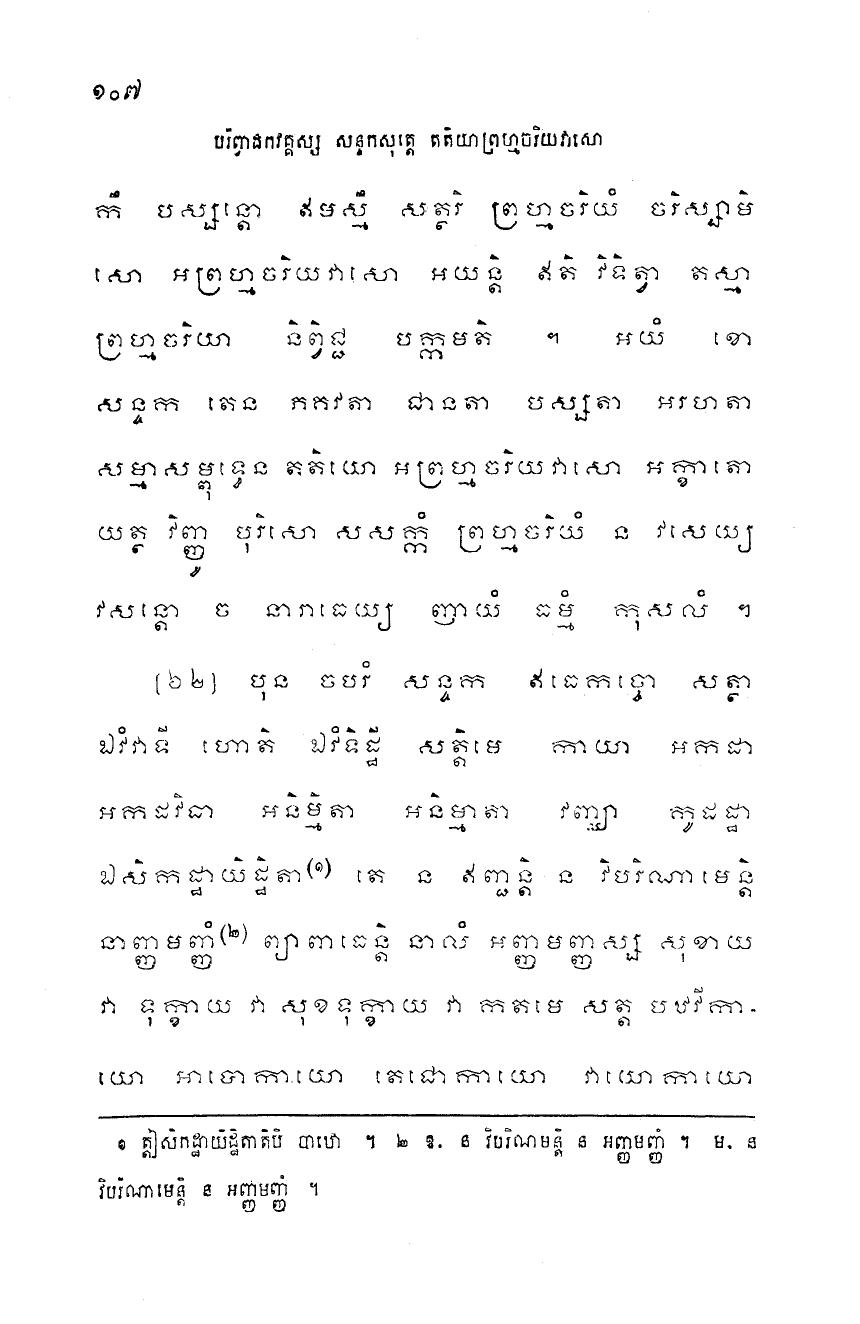 ១០៧
បរិព្វាជកវគ្គស្ស សន្ទកសុត្តេ តតិយាព្រហ្មចរិយវាសោ
កឹ បស្សន្តោ ឥមស្មឹ សត្ថរិ ព្រហ្មចរិយំ ចរិស្សាមិ
សោ អព្រហ្មចរិយវាសោ អយន្តិ ឥតិ វិទិត្វា តស្មា
ព្រហ្មចរិយា និព្វិជ្ជ បក្កមតិ ។ អយំ ខោ
សន្ទក តេន ភគវតា ជានតា បស្សតា អរហតា
សម្មាសម្ពុទ្ធេន តតិយោ អព្រហ្មចរិយវាសោ អក្ខាតោ
យត្ថ វិញ្ញូ បុរិសោ សសក្កំ ព្រហ្មចរិយំ ន វសេយ្យ
វសន្តោ ច នារាធេយ្យ ញាយំ ធម្មំ កុសលំ ។
[៦២] បុន ចបរំ សន្ទក ឥធេកច្ចោ សត្ថា
ឯវំវាទី ហោតិ ឯវំទិដ្ឋី សត្តិមេ កាយា អកដា
អកដវិធា អនិម្មិតា អនិម្មាតា វញ្ឈា កូដដ្ឋា
ឯសិកដ្ឋាយិដ្ឋិតា(១) តេ ន ឥញ្ជន្តិ ន វិបរិណាមេន្តិ
នាញ្ញមញ្ញំ(២) ព្យាពាធេន្តិ នាលំ អញ្ញមញ្ញស្ស សុខាយ
វា ទុក្ខាយ វា សុខទុក្ខាយ វា កតមេ សត្ត បឋវីកា-
យោ អាបោកាយោ តេជោកាយោ វាយោកាយោ
១ ត្តៀសិកដ្ឋាយិដ្ឋិតាតិបិ បាឋោ ។ ២ ឱ. ន វិបរិណមន្តិ ន អញ្ញមញ្ញំ ។ ម. ន
វិបរិណាមេន្តិ ន អញ្ញមញ្ញំ ។